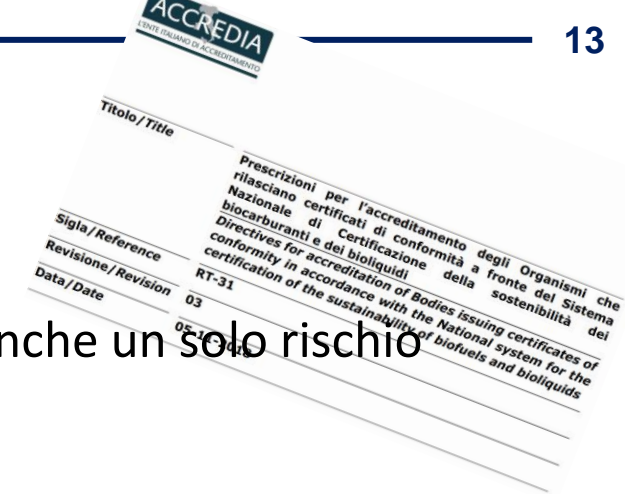 13
ACCREDIA
L'ENTE ITALIANO DI ACCREDITAMENTO
Titolo/Title
Prescrizioni per l'accreditamento degli Organismi che
rilasciano certificati di conformità a fronte del Sistema
Nazionale di Certificazione della sostenibilità dei
biocarburanti e dei bioliquidi
Directives for accreditation of Bodies issuing certificates of
conformity in accordance with the National system for the
certification of the sustainability of biofuels and bioliquids
Sigla/Reference
RT-31
Revisione/Revision
03
Data/Date
nche un solo rischio